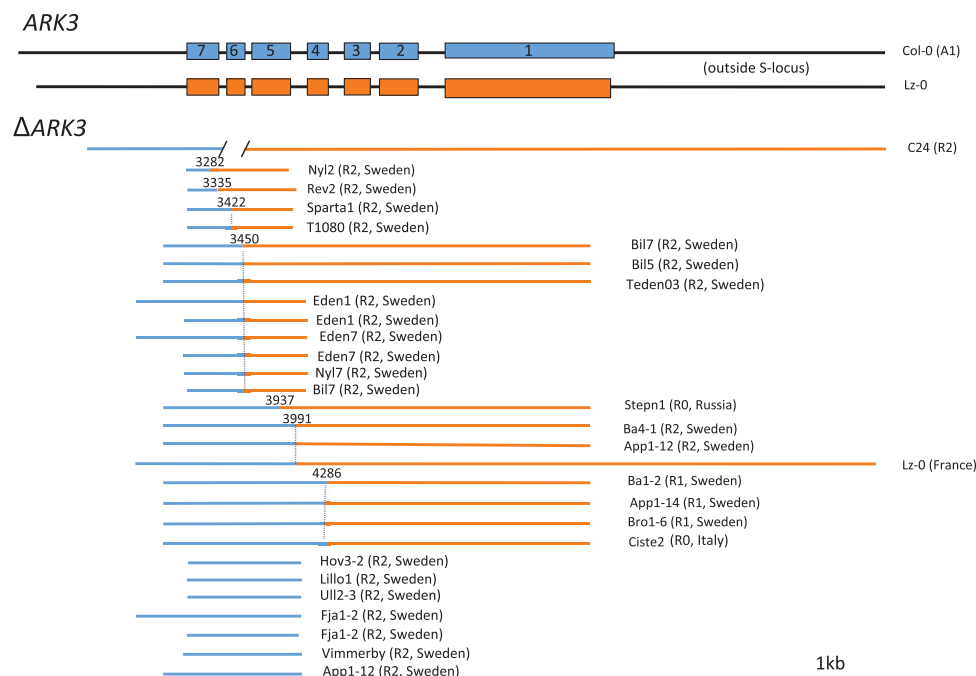 ARK3
7 6 5 4 3 2 1
Col-0 (A1)
(outside S-locus)
Lz-0
ΔARK3
C24 (R2)
3282
Nyl2 (R2, Sweden)
3335
Rev2 (R2, Sweden)
3422
Sparta1 (R2, Sweden)
T1080 (R2, Sweden)
3450
Bil7 (R2, Sweden)
Bil5 (R2, Sweden)
Teden03 (R2, Sweden)
Eden1 (R2, Sweden)
Eden1 (R2, Sweden)
Eden7 (R2, Sweden)
Eden7 (R2, Sweden)
Nyl7 (R2, Sweden)
Bil7 (R2, Sweden)
3937
Stepn1 (R0, Russia)
3991
Ba4-1 (R2, Sweden)
App1-12 (R2, Sweden)
Lz-0 (France)
4286
Ba1-2 (R1, Sweden)
App1-14 (R1, Sweden)
Bro1-6 (R1, Sweden)
Ciste2 (R0, Italy)
Hov3-2 (R2, Sweden)
Lillo1 (R2, Sweden)
Ull2-3 (R2, Sweden)
Fja1-2 (R2, Sweden)
Fja1-2 (R2, Sweden)
Vimmerby (R2, Sweden)
1kb
App1-12 (R2, Sweden)